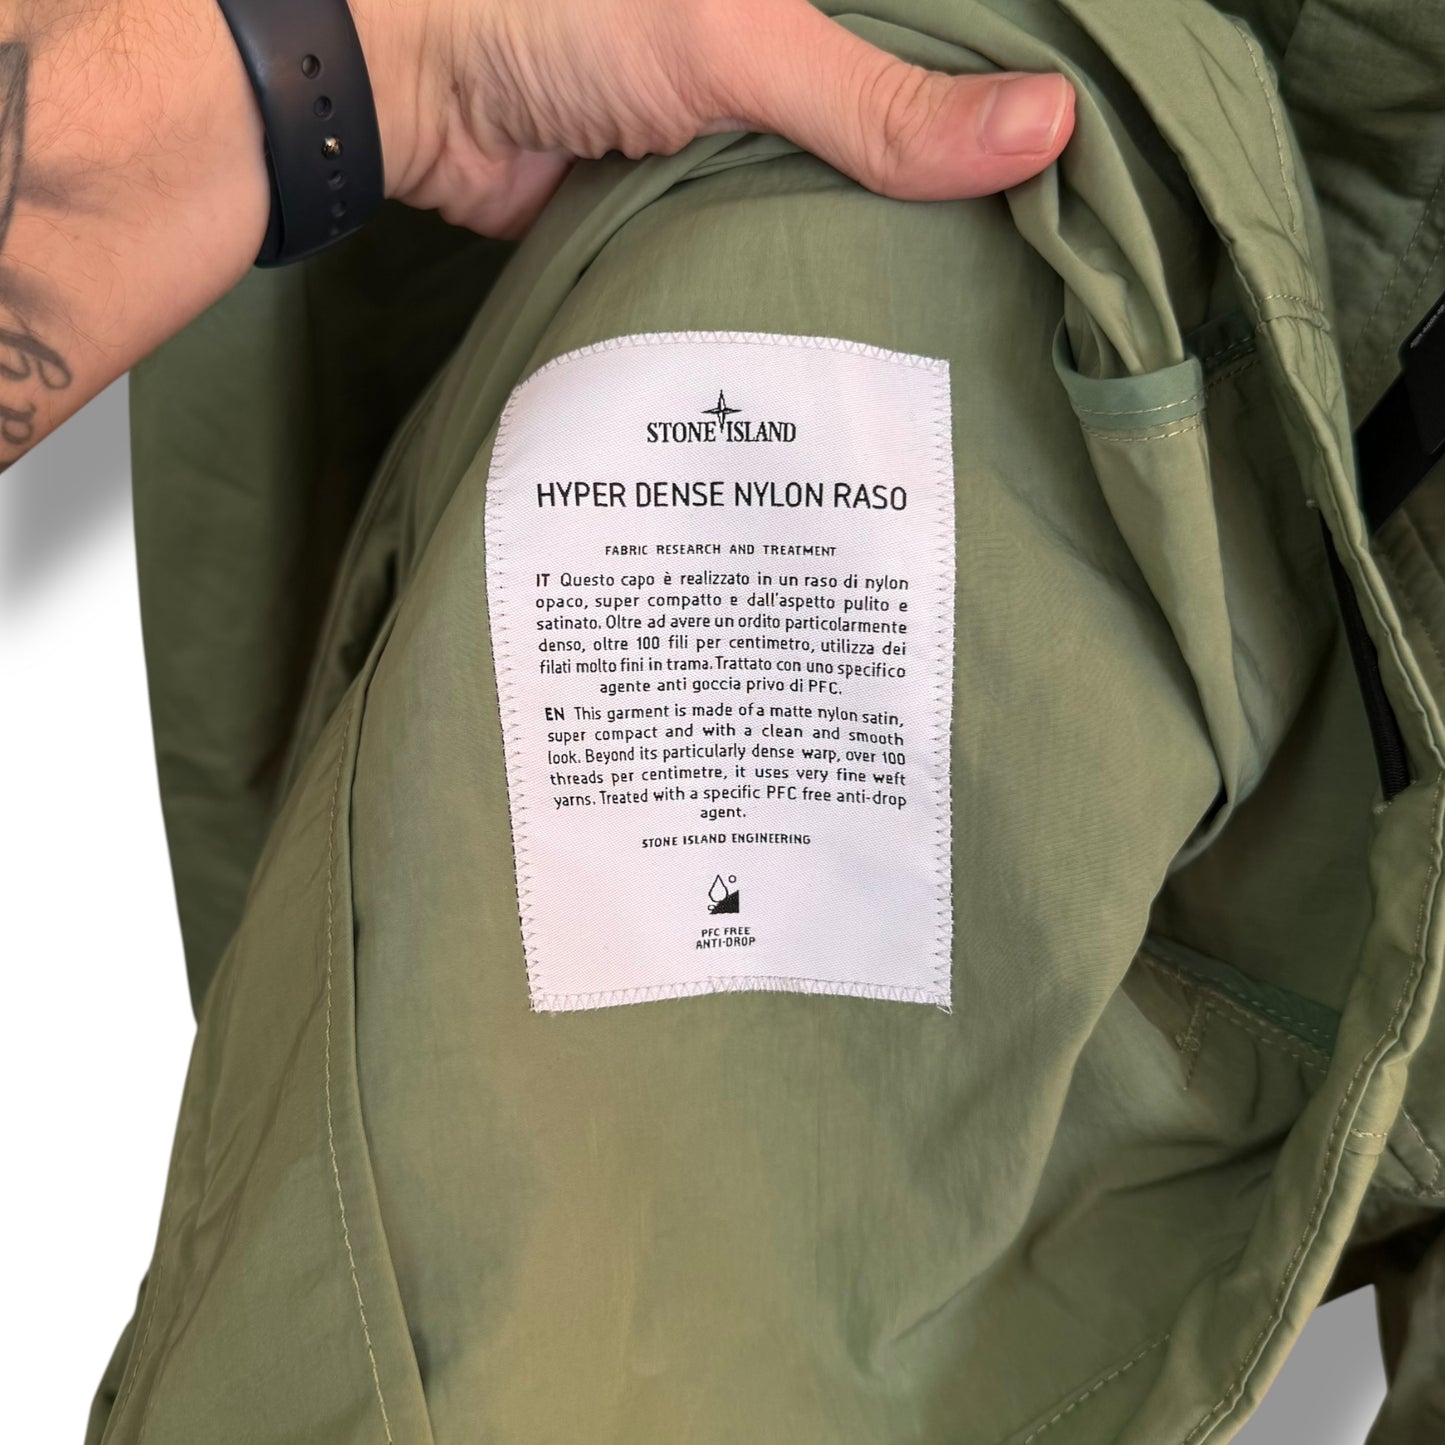 STONE ISLAND
HYPER DENSE NYLON RASO
FABRIC RESEARCH AND TREATMENT
IT Questo capo è realizzato in un raso di nylon
opaco, super compatto e dall'aspetto pulito e
satinato. Oltre ad avere un ordito particolarmente
denso, oltre 100 fili per centimetro, utilizza dei
filati molto fini in trama. Trattato con uno specifico
agente anti goccia privo di PFC.
EN This garment is made of a matte nylon satin,
super compact and with a clean and smooth
look. Beyond its particularly dense warp, over 100
threads per centimetre, it uses very fine weft
yarns. Treated with a specific PFC free anti-drop
agent.
STONE ISLAND ENGINEERING
PFC FREE
ANTI-DROP